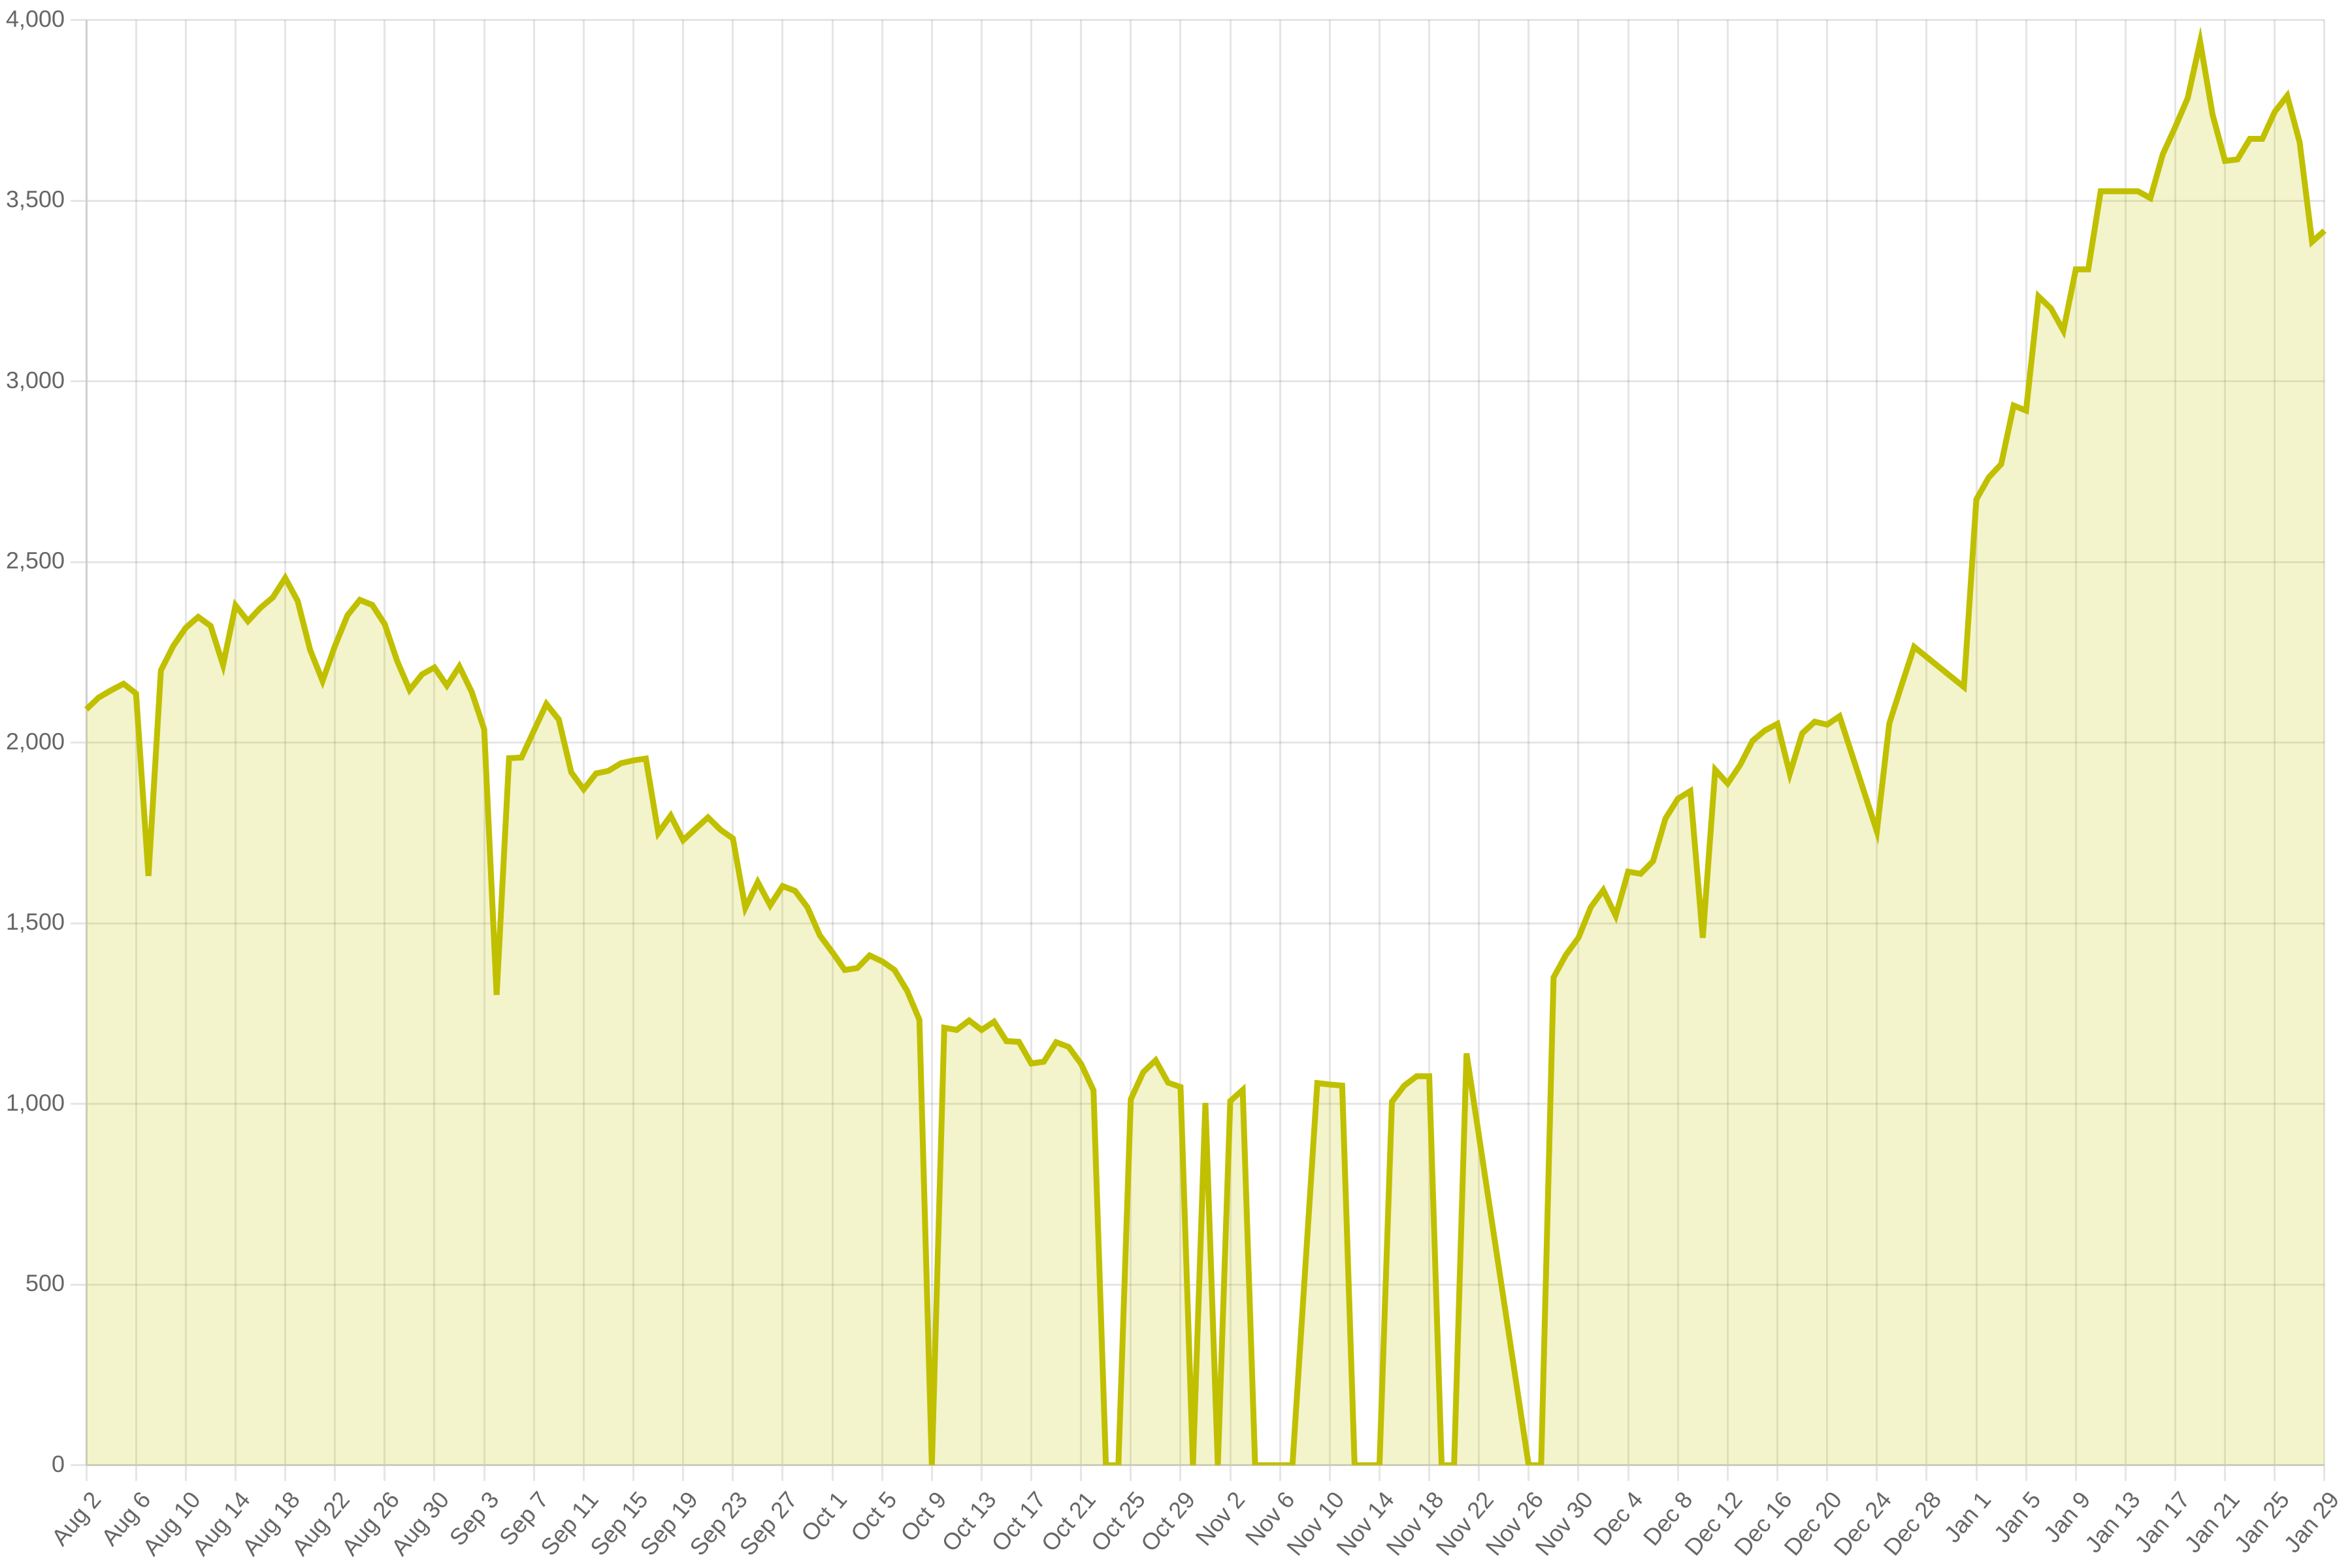 4,000
3,500
3,000
2,500
2,000
1,500
1,000
500
0
Aug 2
Aug 6
Aug 10
Aug 14
Aug 18
Aug 22
Aug 26
Aug 30
Sep 3
Sep 7
Sep 11
Sep 15
Sep 19
Sep 23
Sep 27
Oct 1
Oct 5
Oct 9
Oct 13
Oct 17
Oct 21
Oct 25
Oct 29
Nov 2
Nov 6
Nov 10
Nov 14
Nov 18
Nov 22
Nov 26
Nov 30
Dec 4
Dec 8
Dec 12
Dec 16
Dec 20
Dec 24
Dec 28
Jan 1
Jan 5
Jan 9
Jan 13
Jan 17
Jan 21
Jan 25
Jan 29